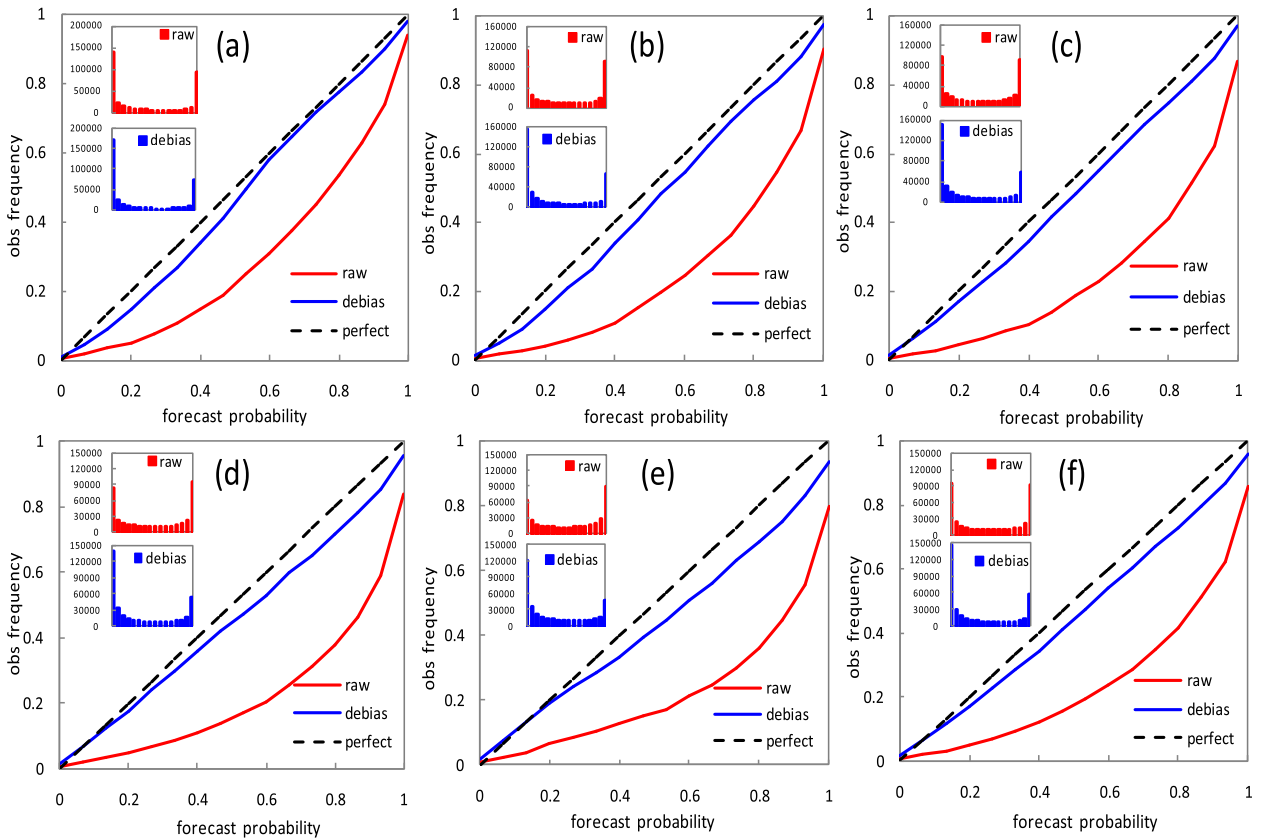 1
0.8
0.6
0.4
0.2
0
obs frequency
200000
150000
100000
50000
0
raw
(a)
200000
150000
100000
50000
0
debias
raw
debias
perfect
0 0.2 0.4 0.6 0.8 1
forecast probability
1
0.8
0.6
0.4
0.2
0
obs frequency
160000
120000
80000
40000
0
raw
(b)
160000
120000
80000
40000
0
debias
raw
debias
perfect
0 0.2 0.4 0.6 0.8 1
forecast probability
1
0.8
0.6
0.4
0.2
0
obs frequency
160000
120000
80000
40000
0
raw
(c)
160000
120000
80000
40000
0
debias
raw
debias
perfect
0 0.2 0.4 0.6 0.8 1
forecast probability
1
0.8
0.6
0.4
0.2
0
obs frequency
150000
120000
90000
60000
30000
0
raw
(d)
150000
120000
90000
60000
30000
0
debias
raw
debias
perfect
0 0.2 0.4 0.6 0.8 1
forecast probability
1
0.8
0.6
0.4
0.2
0
obs frequency
150000
120000
90000
60000
30000
0
raw
(e)
150000
120000
90000
60000
30000
0
debias
raw
debias
perfect
0 0.2 0.4 0.6 0.8 1
forecast probability
1
0.8
0.6
0.4
0.2
0
obs frequency
150000
120000
90000
60000
30000
0
raw
(f)
150000
120000
90000
60000
30000
0
debias
raw
debias
perfect
0 0.2 0.4 0.6 0.8 1
forecast probability